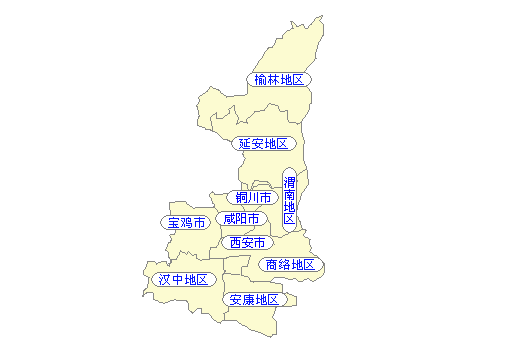 榆林地区
延安地区
渭南地区
铜川市
咸阳市
宝鸡市
西安市
商络地区
汉中地区
安康地区